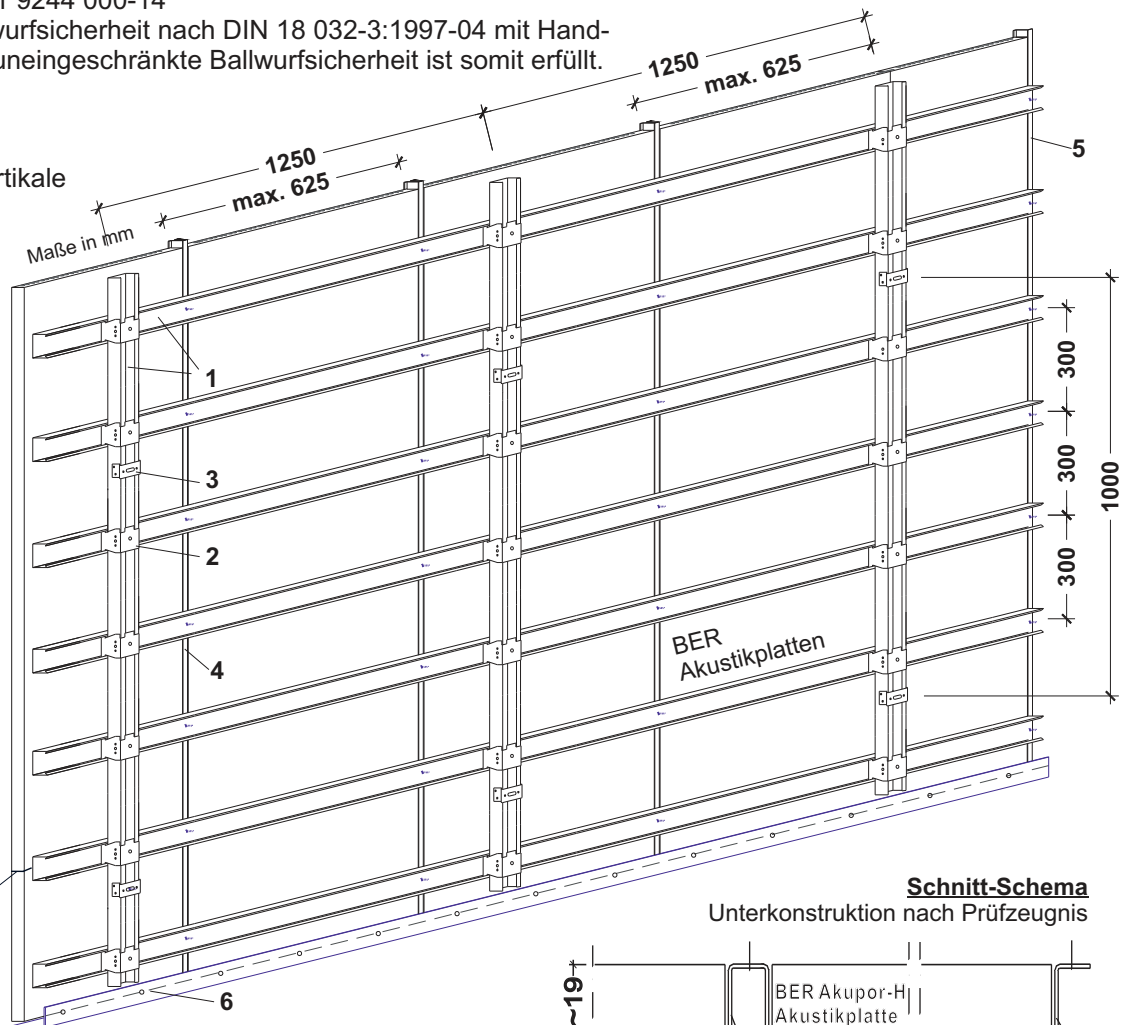 9244 000-14
wurfsicherheit nach DIN 18 032-3:1997-04 mit Hand-
uneingeschränkte Ballwurfsicherheit ist somit erfüllt.
rtikale
Maße in mm
1250
max. 625
1250
max. 625
5
1
3
2
4
6
300
300
300
1000
BER
Akustikplatten
Schnitt-Schema
Unterkonstruktion nach Prüfzeugnis
~19
BER Akupor-H
Akustikplatte